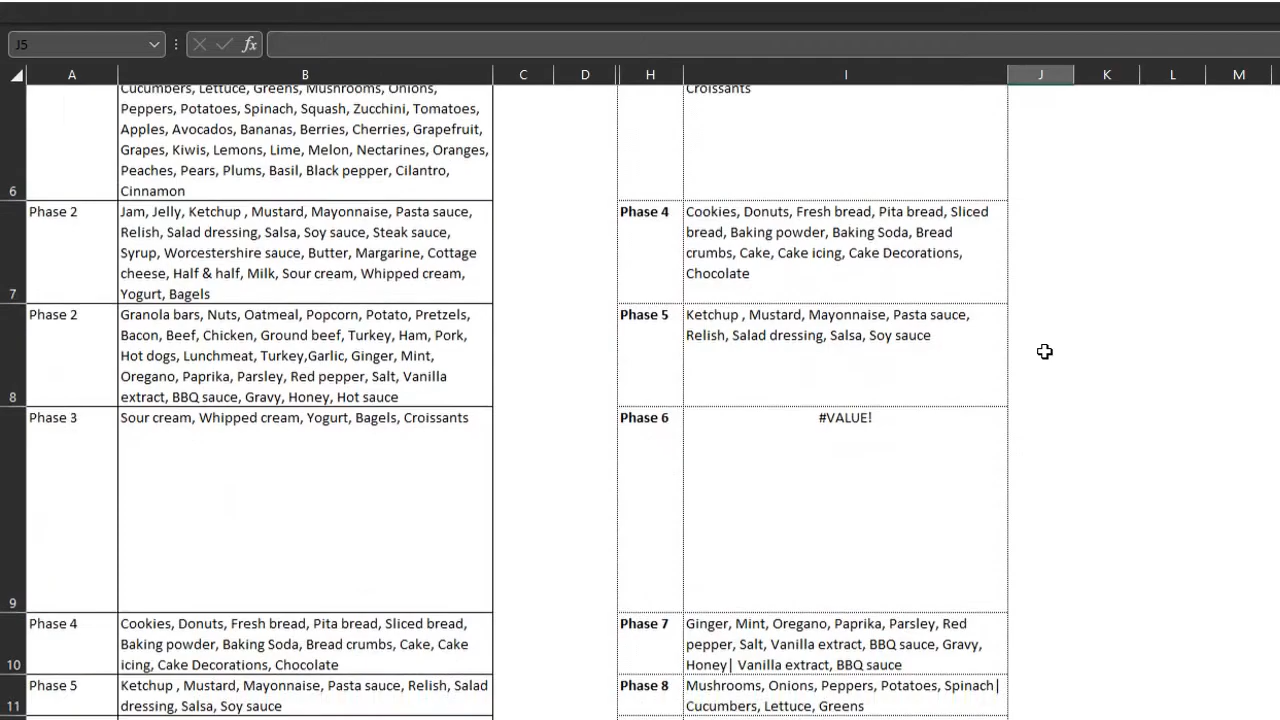 J5
fx
A B C D H I J K L M
Cucumbers, Lettuce, Greens, Mushrooms, Onions,
Peppers, Potatoes, Spinach, Squash, Zucchini, Tomatoes,
Apples, Avocados, Bananas, Berries, Cherries, Grapefruit,
Grapes, Kiwis, Lemons, Lime, Melon, Nectarines, Oranges,
Peaches, Pears, Plums, Basil, Black pepper, Cilantro,
Cinnamon
Croissants
6
Phase 2
Jam, Jelly, Ketchup , Mustard, Mayonnaise, Pasta sauce,
Relish, Salad dressing, Salsa, Soy sauce, Steak sauce,
Syrup, Worcestershire sauce, Butter, Margarine, Cottage
cheese, Half & half, Milk, Sour cream, Whipped cream,
Yogurt, Bagels
Phase 4
Cookies, Donuts, Fresh bread, Pita bread, Sliced
bread, Baking powder, Baking Soda, Bread
crumbs, Cake, Cake icing, Cake Decorations,
Chocolate
7
Phase 2
Granola bars, Nuts, Oatmeal, Popcorn, Potato, Pretzels,
Bacon, Beef, Chicken, Ground beef, Turkey, Ham, Pork,
Hot dogs, Lunchmeat, Turkey,Garlic, Ginger, Mint,
Oregano, Paprika, Parsley, Red pepper, Salt, Vanilla
extract, BBQ sauce, Gravy, Honey, Hot sauce
Phase 5
Ketchup , Mustard, Mayonnaise, Pasta sauce,
Relish, Salad dressing, Salsa, Soy sauce
8
Phase 3
Sour cream, Whipped cream, Yogurt, Bagels, Croissants
Phase 6
#VALUE!
9
Phase 4
Cookies, Donuts, Fresh bread, Pita bread, Sliced bread,
Baking powder, Baking Soda, Bread crumbs, Cake, Cake
icing, Cake Decorations, Chocolate
Phase 7
Ginger, Mint, Oregano, Paprika, Parsley, Red
pepper, Salt, Vanilla extract, BBQ sauce, Gravy,
Honey| Vanilla extract, BBQ sauce
10
Phase 5
Ketchup , Mustard, Mayonnaise, Pasta sauce, Relish, Salad
dressing, Salsa, Soy sauce
Phase 8
Mushrooms, Onions, Peppers, Potatoes, Spinach|
Cucumbers, Lettuce, Greens
11